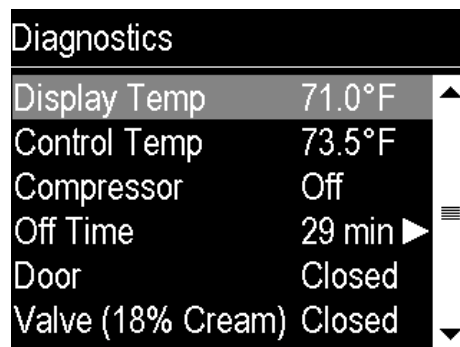 Diagnostics
Display Temp 71.0°F
Control Temp 73.5°F
Compressor Off
Off Time 29 min
Door Closed
Valve (18% Cream) Closed